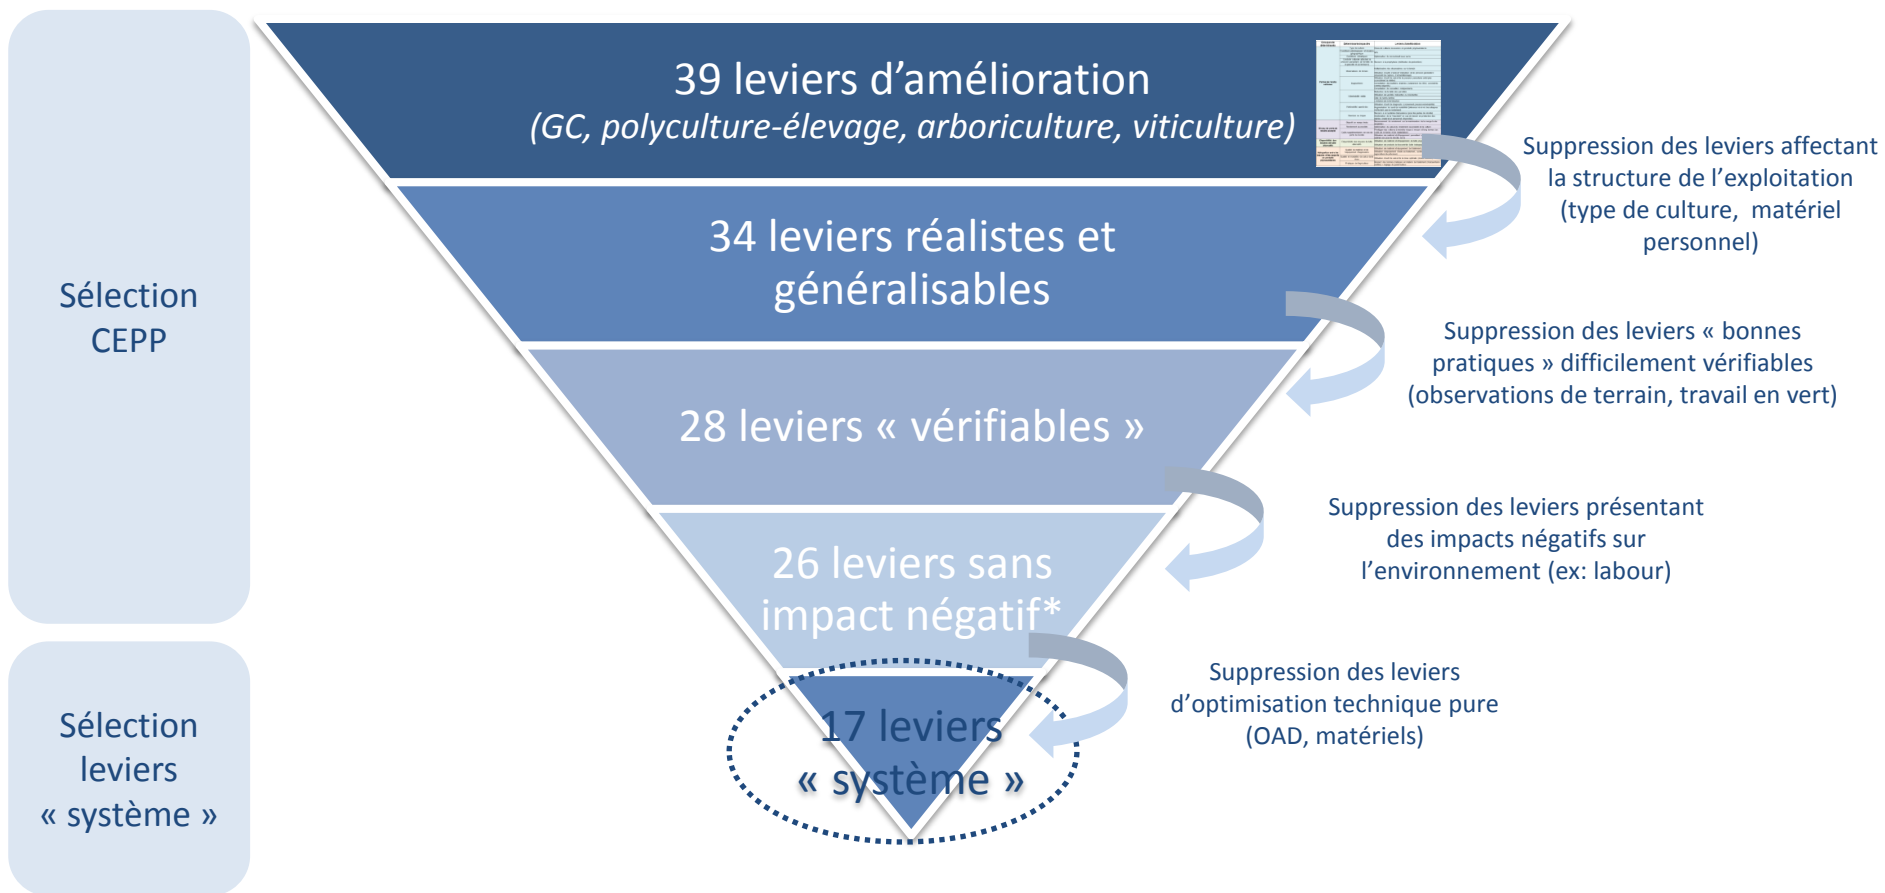 39 leviers d'amélioration
(GC, polyculture-élevage, arboriculture, viticulture)
Suppression des leviers affectant
la structure de l'exploitation
(type de culture, matériel
personnel)
34 leviers réalistes et
généralisables
Sélection
CEPP
Suppression des leviers « bonnes
pratiques » difficilement vérifiables
(observations de terrain, travail en vert)
28 leviers « vérifiables »
Suppression des leviers présentant
des impacts négatifs sur
l'environnement (ex: labour)
26 leviers sans
impact négatif*
Suppression des leviers
d'optimisation technique pure
(OAD, matériels)
Sélection
leviers
« système »
17 leviers
« système »